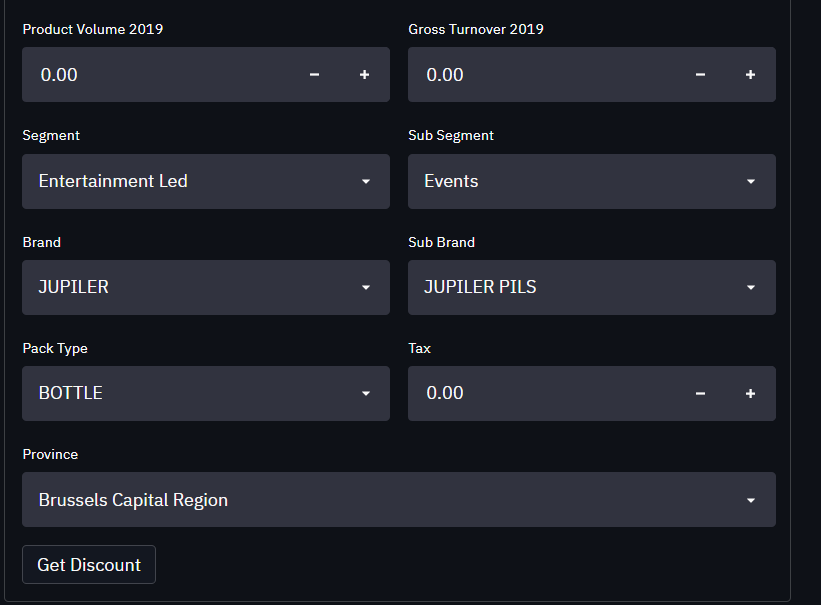 Product Volume 2019 Gross Turnover 2019
0.00 − + 0.00 − +
Segment Sub Segment
Entertainment Led Events
Brand Sub Brand
JUPILER JUPILER PILS
Pack Type Tax
BOTTLE 0.00 − +
Province
Brussels Capital Region
Get Discount